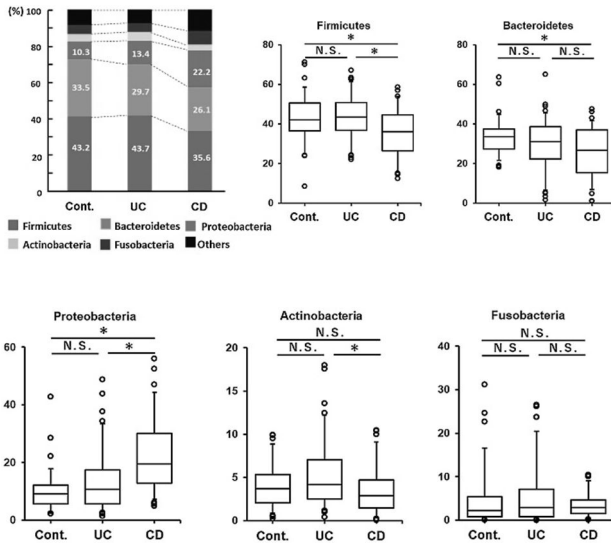 (%)
100
80
60
40
20
0
10.3 13.4 22.2
33.5 29.7 26.1
43.2 43.7 35.6
Cont. UC CD
Firmicutes Bacteroidetes Proteobacteria
Actinobacteria Fusobacteria Others
Firmicutes
*
N.S. *
80
60
40
20
0
Cont. UC CD
Bacteroidetes
*
N.S. N.S.
80
60
40
20
0
Cont. UC CD
Proteobacteria
*
N.S. *
60
40
20
0
Cont. UC CD
Actinobacteria
N.S.
N.S. *
20
15
10
5
0
Cont. UC CD
Fusobacteria
N.S.
N.S. N.S.
40
30
20
10
0
Cont. UC CD